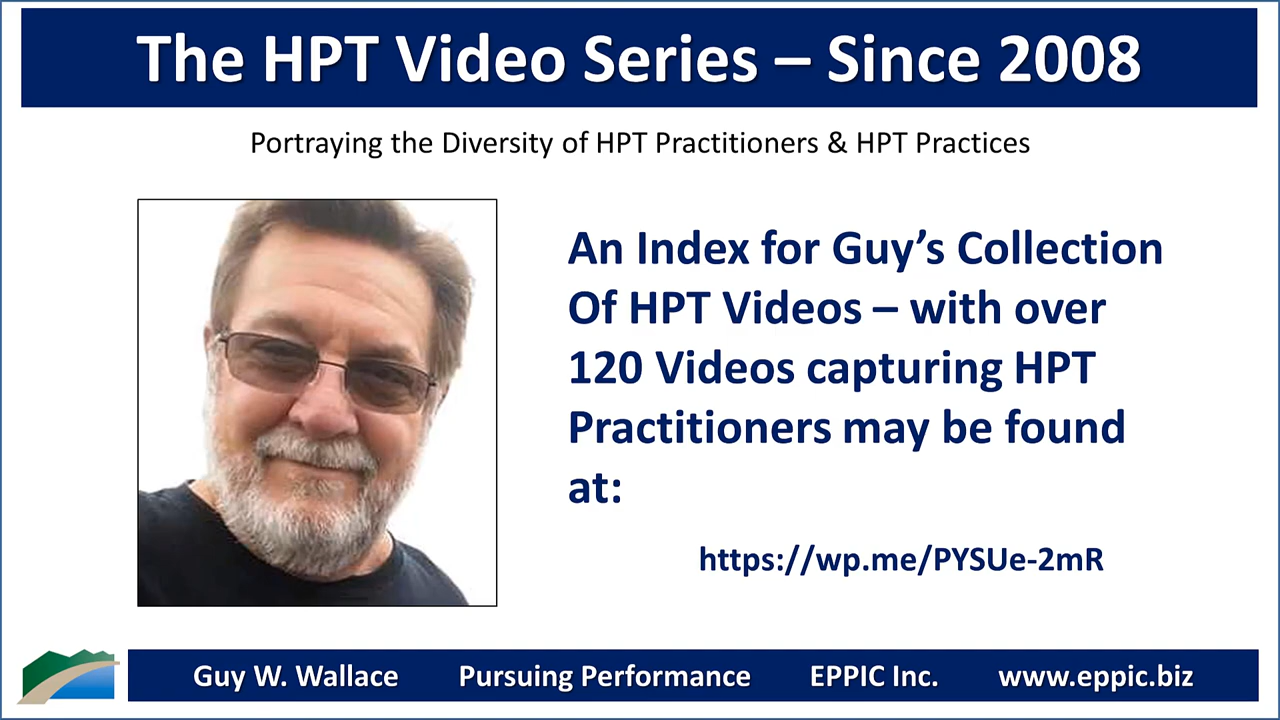 The HPT Video Series – Since 2008
Portraying the Diversity of HPT Practitioners & HPT Practices
An Index for Guy’s Collection
Of HPT Videos – with over
120 Videos capturing HPT
Practitioners may be found
at:
https://wp.me/PYSUe-2mR
Guy W. Wallace Pursuing Performance EPPIC Inc. www.eppic.biz